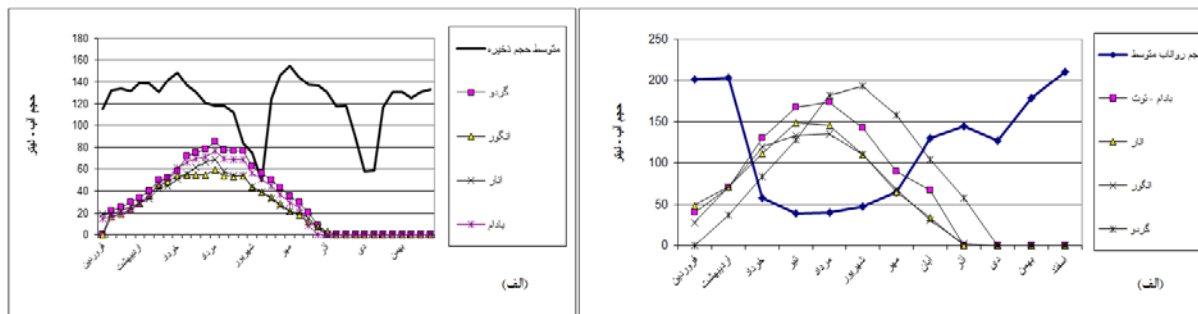 180
160
140
120
100
80
60
40
20
0
حجم آب - لیتر
فروردین
اردیبهشت
خرداد
مرداد
شهریور
مهر
آذر
دی
بهمن
متوسط حجم ذخیره
گردو
انگور
انار
بادام
(الف)
250
200
150
100
50
0
حجم آب - لیتر
فروردین
اردیبهشت
خرداد
تیر
مرداد
شهریور
مهر
آبان
آذر
دی
بهمن
اسفند
جم رواناب متوسط
بادام - توت
انار
انگور
گردو
(الف)